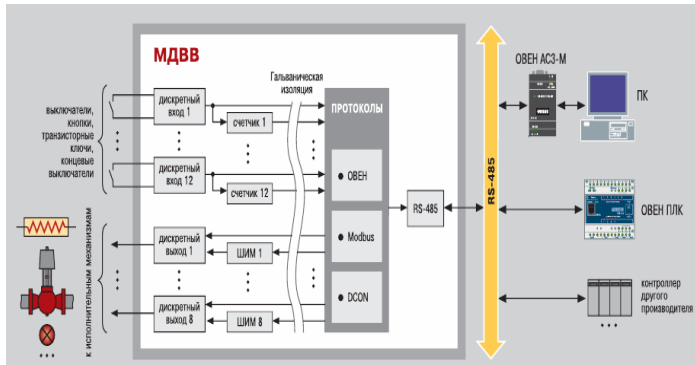 МДВВ
Гальваническая
изоляция
выключатели,
кнопки,
транзисторные
ключи,
концевые
выключатели
дискретный
вход 1
счетчик 1
дискретный
вход 12
счетчик 12
к исполнительным механизмам
дискретный
выход 1
ШИМ 1
дискретный
выход 8
ШИМ 8
ПРОТОКОЛЫ
ОВЕН
Modbus
DCON
RS-485
RS-485
ОВЕН АС3-М
ПК
ОВЕН ПЛК
контроллер
другого
производителя